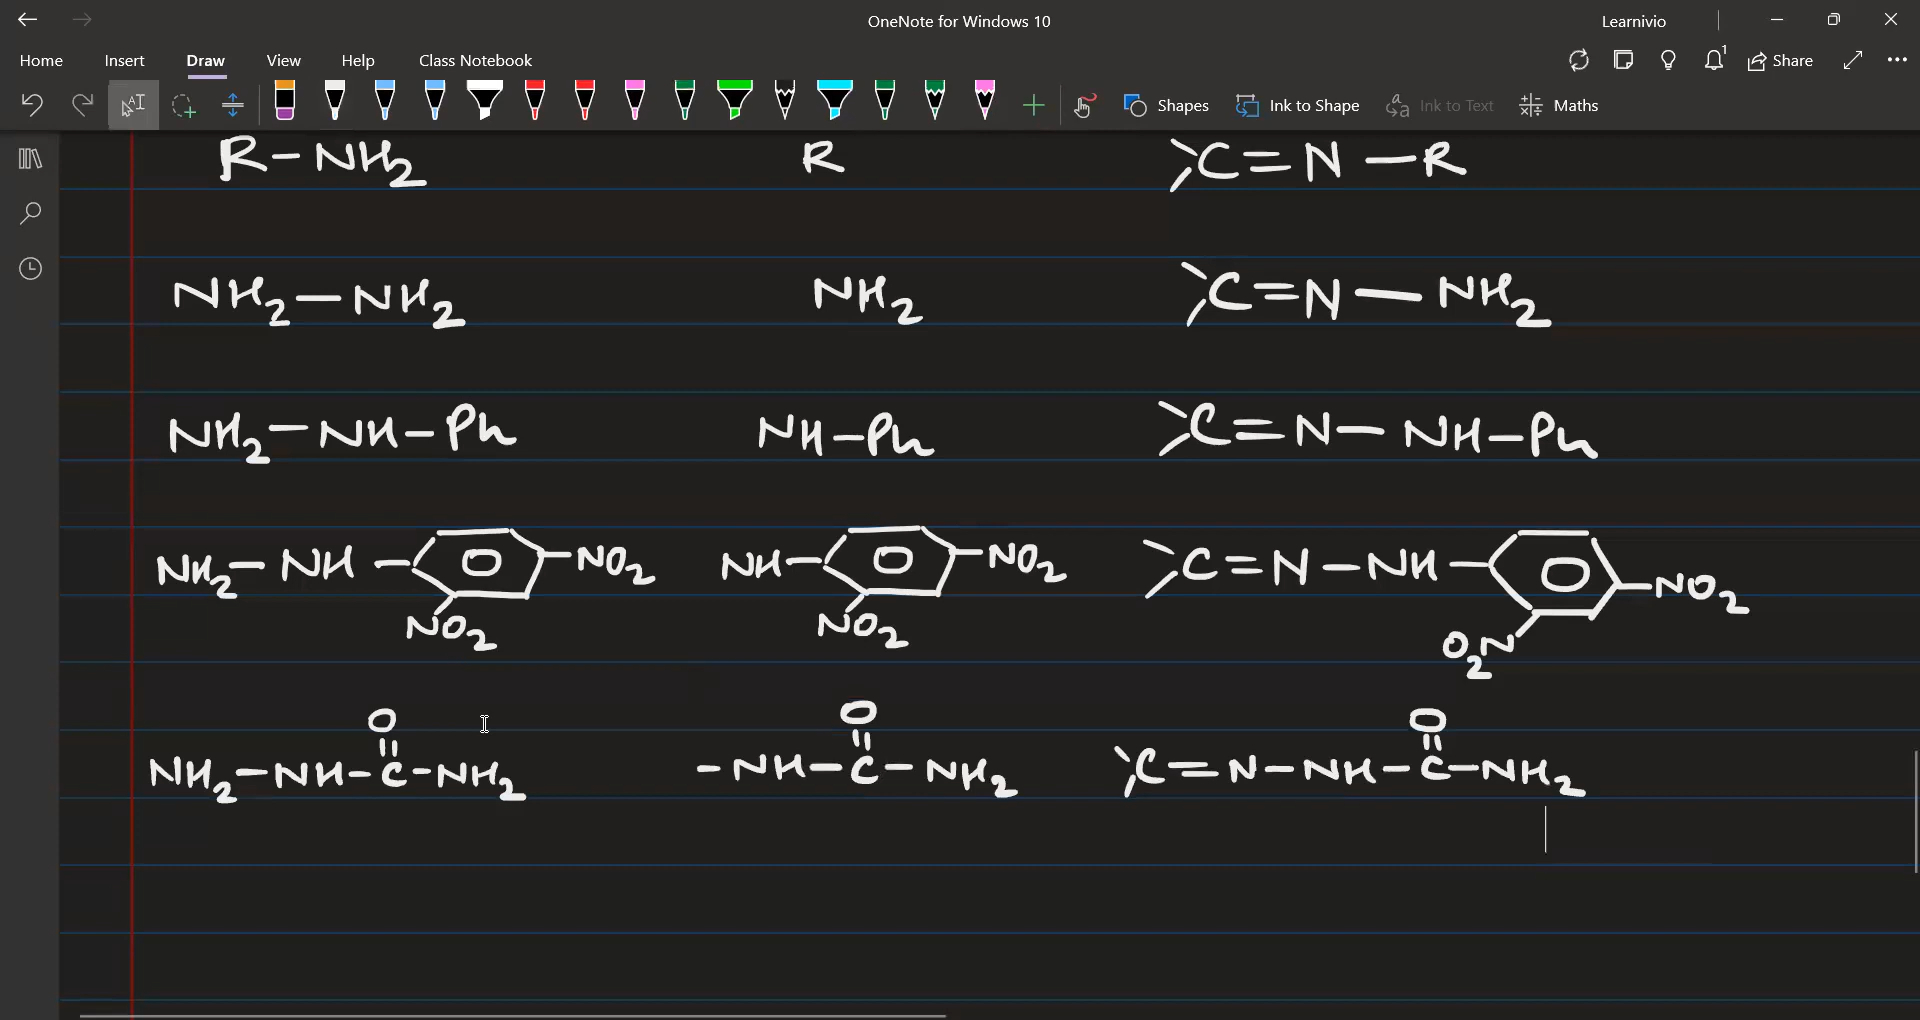 OneNote for Windows 10
Learnivio
Home Insert Draw View Help Class Notebook
1
Share
Shapes Ink to Shape Ink to Text Maths
R-NH2 R >C=N-R
NH2-NH2 NH2 >C=N-NH2
NH2-NH-Ph NH-Ph >C=N-NH-Ph
NH2-NH- -NO2 NH- -NO2 >C=N-NH- -NO2
NO2 NO2 O2N
O O O
NH2-NH-C-NH2 -NH-C-NH2 >C=N-NH-C-NH2